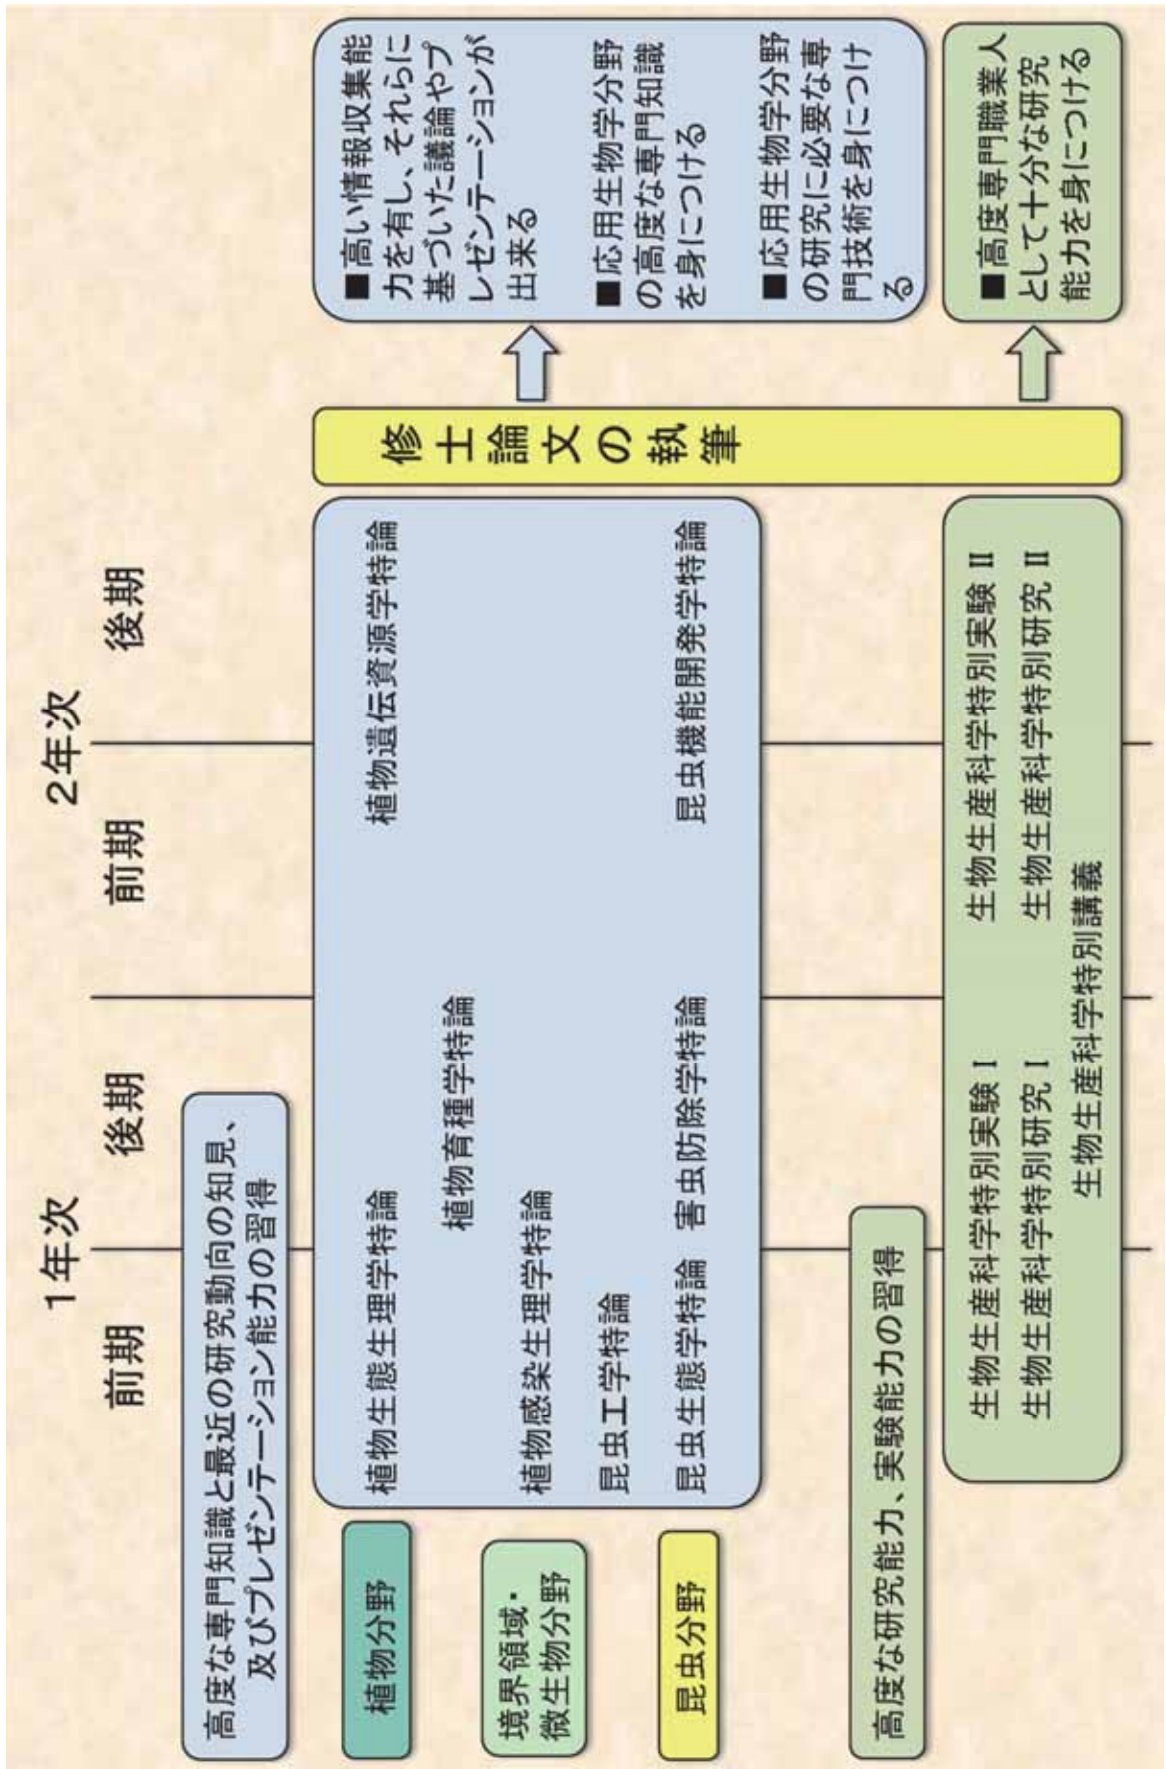 1年次
2年次
前期
後期
前期
後期
高度な専門知識と最近の研究動向の知見、
及びプレゼンテーション能力の習得
植物分野
境界領域・
微生物分野
昆虫分野
植物生態生理学特論
植物遺伝資源学特論
植物育種学特論
植物感染生理学特論
昆虫工学特論
昆虫生態学特論
害虫防除学特論
昆虫機能開発学特論
高度な研究能力、実験能力の習得
生物生産科学特別実験 I
生物生産科学特別実験 II
生物生産科学特別研究 I
生物生産科学特別研究 II
生物生産科学特別講義
修士論文の執筆
■高い情報収集能
力を有し、それらに
基づいた議論やプ
レゼンテーションが
出来る
■応用生物学分野
の高度な専門知識
を身につける
■応用生物学分野
の研究に必要な専
門技術を身につけ
る
■高度専門職業人
として十分な研究
能力を身につける